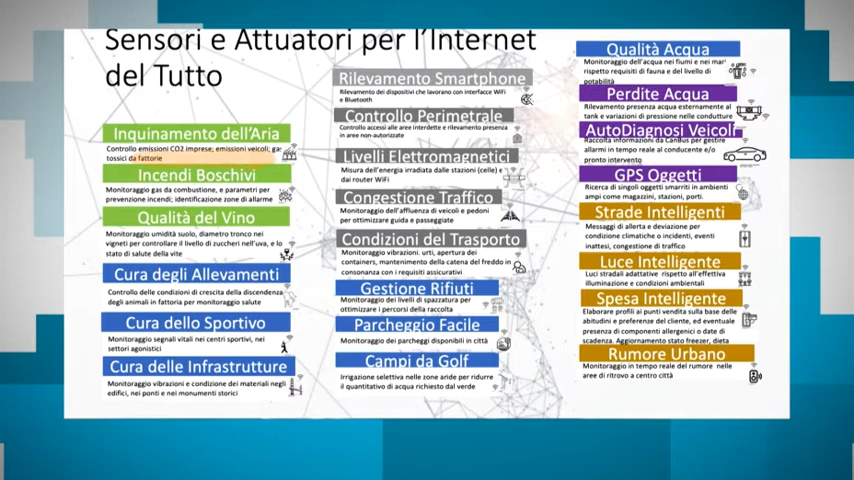 Sensori e Attuatori per l'Internet
del Tutto
Inquinamento dell'Aria
Controllo emissioni CO2 imprese; emissioni veicoli; gas
tossici da fattorie
Incendi Boschivi
Monitoraggio gas da combustione, e parametri per
prevenzione incendi; identificazione zone di allarme
Qualità del Vino
Monitoraggio umidità suolo, diametro tronco nei
vigneti per controllare il livello di zuccheri nell'uva, e lo
stato di salute della vite
Cura degli Allevamenti
Controllo delle condizioni di crescita della discendenza
degli animali in fattoria per monitoraggio salute
Cura dello Sportivo
Monitoraggio segnali vitali nei centri sportivi, nei
settori agonistici
Cura delle Infrastrutture
Monitoraggio vibrazioni e condizione dei materiali negli
edifici, nei ponti e nei monumenti storici
Rilevamento Smartphone
Rilevamento dei dispositivi che lavorano con interfacce WiFi
e Bluetooth
Controllo Perimetrale
Controllo accessi alle aree interdette e rilevamento presenza
in aree non-autorizzate
Livelli Elettromagnetici
Misura dell'energia irradiata dalle stazioni (celle) e
dai router WiFi
Congestione Traffico
Monitoraggio dell'affluenza di veicoli e pedoni
per ottimizzare guida e passeggiate
Condizioni del Trasporto
Monitoraggio vibrazioni. urti, apertura dei
containers, mantenimento della catena del freddo in
consonanza con i requisiti assicurativi
Gestione Rifiuti
Monitoraggio dei livelli di spazzatura per
ottimizzare i percorsi della raccolta
Parcheggio Facile
Monitoraggio dei parcheggi disponibili in città
Campi da Golf
Irrigazione selettiva nelle zone aride per ridurre
il quantitativo di acqua richiesto dal verde
Qualità Acqua
Monitoraggio dell'acqua nei fiumi e nei mari
rispetto requisiti di fauna e del livello di
potabilità
Perdite Acqua
Rilevamento presenza acqua esternamente al
tank e variazioni di pressione nelle condutture
AutoDiagnosi Veicoli
Raccolta informazioni da CanBus per gestire
allarmi in tempo reale al conducente e/o
pronto intervento
GPS Oggetti
Ricerca di singoli oggetti smarriti in ambienti
ampi come magazzini, stazioni, porti.
Strade Intelligenti
Messaggi di allerta e deviazione per
condizione climatiche o incidenti, eventi
inattesi, congestione di traffico
Luce Intelligente
Luci stradali adattative rispetto all'effettiva
illuminazione e condizioni ambientali
Spesa Intelligente
Elaborare profili ai punti vendita sulla base delle
abitudini e preferenze del cliente, ed eventuale
presenza di componenti allergenici o date di
scadenza. Aggiornamento stato freezer, dieta
Rumore Urbano
Monitoraggio in tempo reale del rumore nelle
aree di ritrovo a centro città